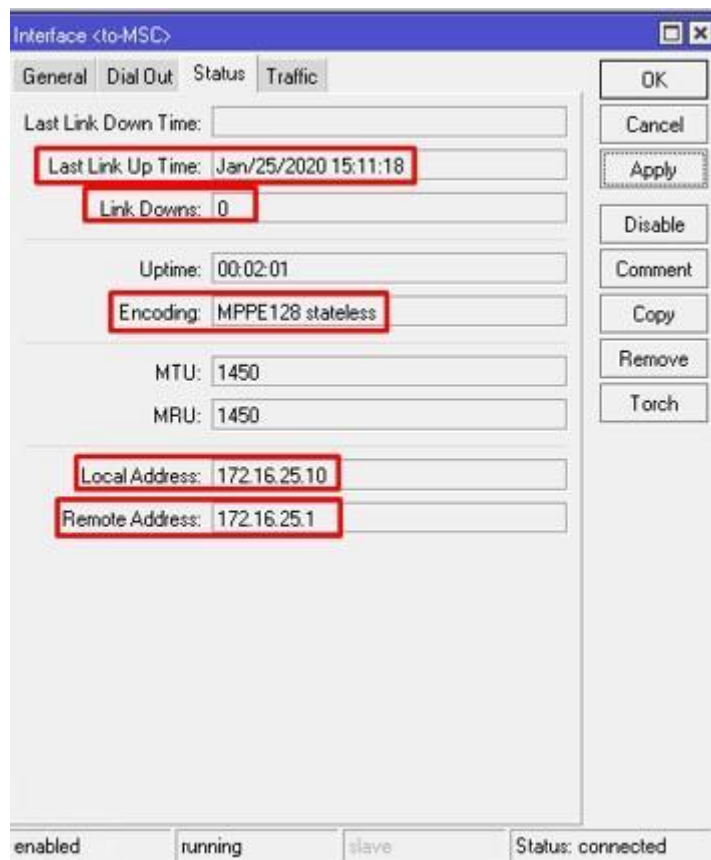 Interface <to-MSC>
General Dial Out Status Traffic
OK
Last Link Down Time:
Cancel
Last Link Up Time: Jan/25/2020 15:11:18
Apply
Link Downs: 0
Disable
Uptime: 00:02:01
Comment
Encoding: MPPE128 stateless
Copy
MTU: 1450
Remove
MRU: 1450
Torch
Local Address: 172.16.25.10
Remote Address: 172.16.25.1
enabled running slave Status: connected